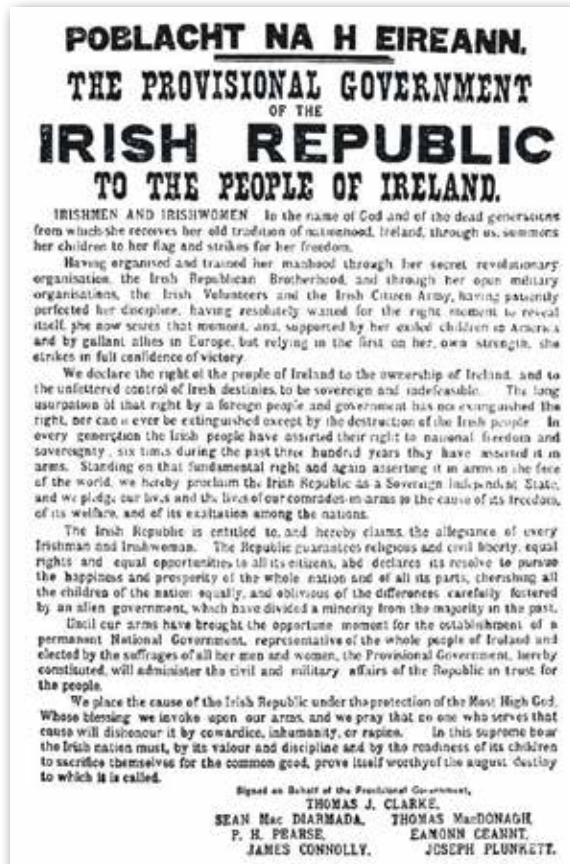 POBLACHT NA H EIREANN.
THE PROVISIONAL GOVERNMENT
OF THE
IRISH REPUBLIC
TO THE PEOPLE OF IRELAND.
IRISHMEN AND IRISHWOMEN In the name of God and of the dead generations
from which she receives her old tradition of nationhood, Ireland, through us, summons
her children to her flag and strikes for her freedom.
Having organised and trained her manhood through her secret revolutionary
organisation, the Irish Republican Brotherhood, and through her open military
organisations, the Irish Volunteers and the Irish Citizen Army, having patiently
perfected her discipline, having resolutely waited for the right moment to reveal
itself, she now seizes that moment, and, supported by her exiled children in America
and by gallant allies in Europe, but relying in the first on her own strength, she
strikes in full confidence of victory.
We declare the right of the people of Ireland to the ownership of Ireland, and to
the unfettered control of Irish destinies, to be sovereign and indefeasible. The long
usurpation of that right by a foreign people and government has not extinguished the
right, nor can it ever be extinguished except by the destruction of the Irish people. In
every generation the Irish people have asserted their right to national freedom and
sovereignty; six times during the past three hundred years they have asserted it in
arms. Standing on that fundamental right and again asserting it in arms in the face
of the world, we hereby proclaim the Irish Republic as a Sovereign Independent State,
and we pledge our lives and the lives of our comrades-in-arms to the cause of its freedom,
of its welfare, and of its exaltation among the nations.
The Irish Republic is entitled to, and hereby claims, the allegiance of every
Irishman and Irishwoman. The Republic guarantees religious and civil liberty, equal
rights and equal opportunities to all its citizens, abd declares its resolve to pursue
the happiness and prosperity of the whole nation and of all its parts, cherishing all
the children of the nation equally, and oblivious of the differences carefully fostered
by an alien government, which have divided a minority from the majority in the past.
Until our arms have brought the opportune moment for the establishment of a
permanent National Government, representative of the whole people of Ireland and
elected by the suffrages of all her men and women, the Provisional Government, hereby
constituted, will administer the civil and military affairs of the Republic in trust for
the people.
We place the cause of the Irish Republic under the protection of the Most High God,
Whose blessing we invoke upon our arms, and we pray that no one who serves that
cause will dishonour it by cowardice, inhumanity, or rapine. In this supreme hour
the Irish nation must, by its valour and discipline and by the readiness of its children
to sacrifice themselves for the common good, prove itself worthy of the august destiny
to which it is called.
Signed on Behalf of the Provisional Government,
THOMAS J. CLARKE,
SEAN Mac DIARMADA, THOMAS MacDONAGH,
P. H. PEARSE, EAMONN CEANNT,
JAMES CONNOLLY, JOSEPH PLUNKETT.